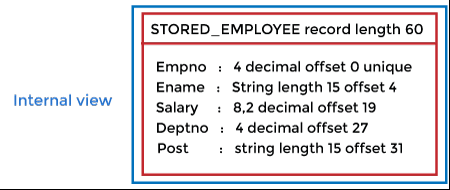 STORED_EMPLOYEE record length 60
Empno : 4 decimal offset 0 unique
Ename : String length 15 offset 4
Salary : 8,2 decimal offset 19
Deptno : 4 decimal offset 27
Post : string length 15 offset 31
Internal view